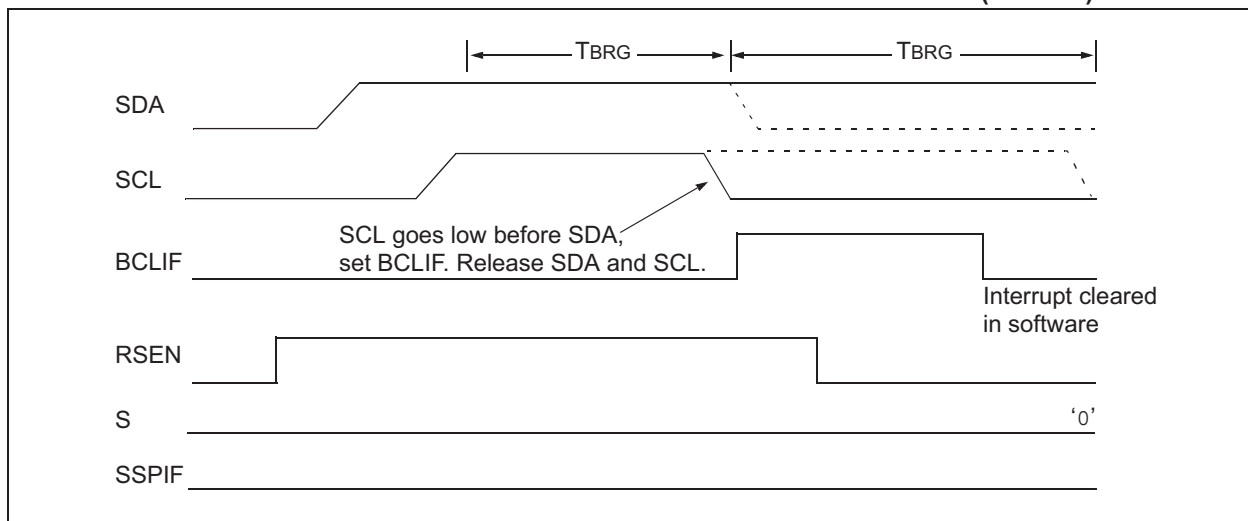 TBRG TBRG
SDA
SCL
SCL goes low before SDA,
set BCLIF. Release SDA and SCL.
BCLIF
Interrupt cleared
in software
RSEN
S
‘0’
SSPIF